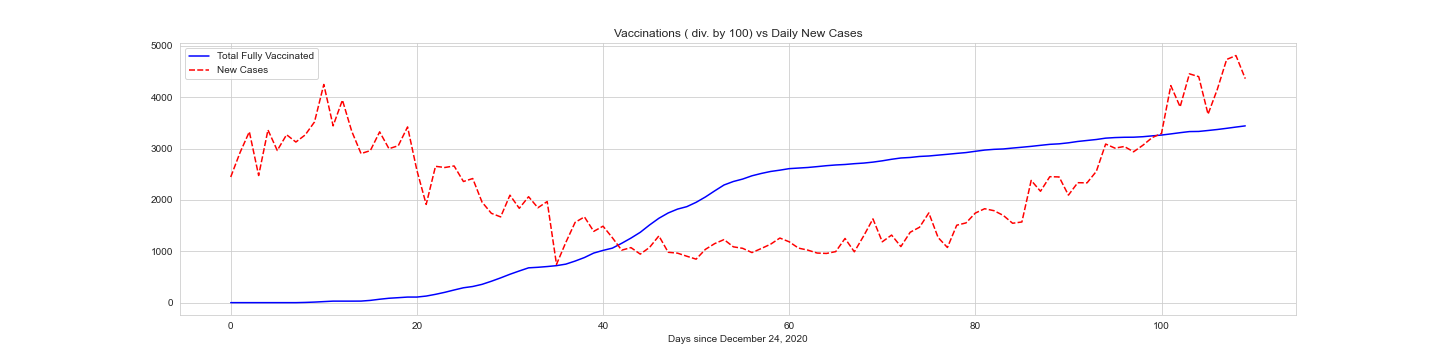 Vaccinations ( div. by 100) vs Daily New Cases
5000
Total Fully Vaccinated
New Cases
4000
3000
2000
1000
0
0 20 40 60 80 100
Days since December 24, 2020